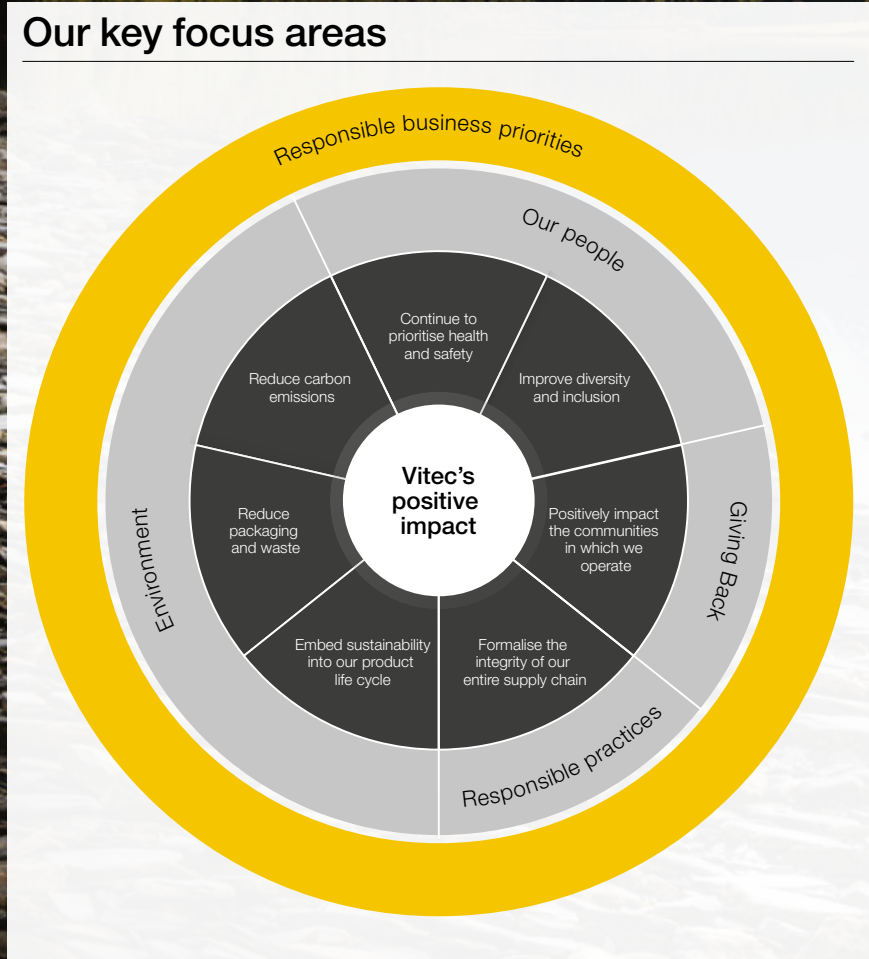 Our key focus areas
Responsible business priorities
Our people
Continue to
prioritise health
and safety
Reduce carbon
emissions
Improve diversity
and inclusion
Vitec's
positive
impact
Reduce
packaging
and waste
Positively impact
the communities
in which we
operate
Environment
Giving Back
Embed sustainability
into our product
life cycle
Formalise the
integrity of our
entire supply chain
Responsible practices